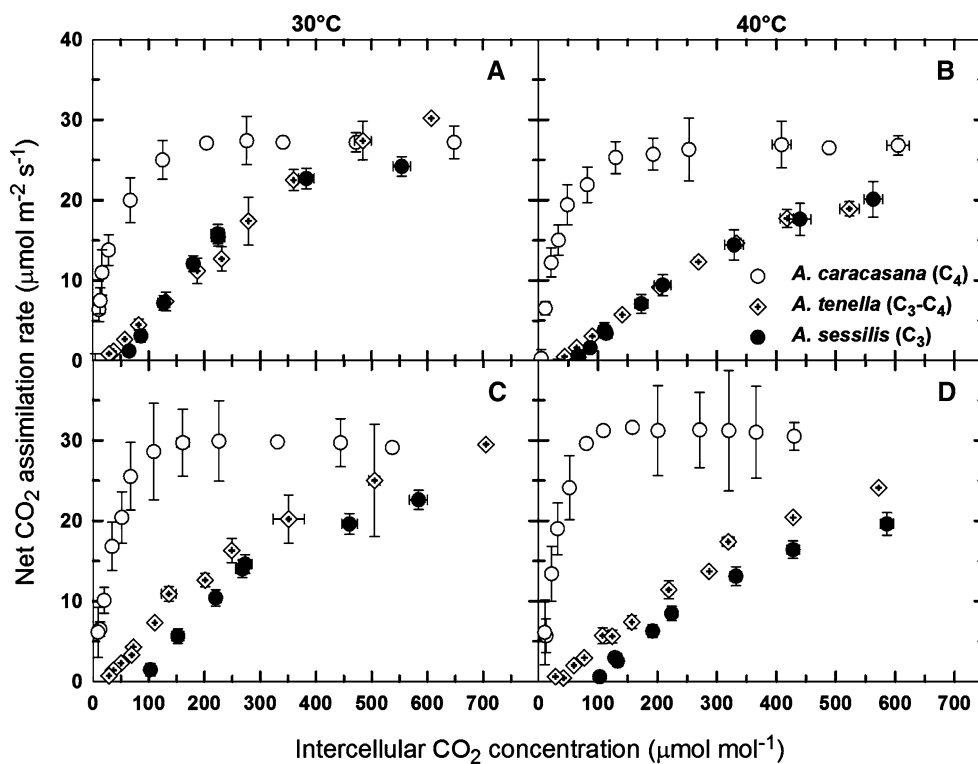 30°C 40°C
40
30
20
10
0
A
B
A. caracasana (C4)
A. tenella (C3-C4)
A. sessilis (C3)
Net CO2 assimilation rate (μmol m-2 s-1)
30
20
10
0
C
D
0 100 200 300 400 500 600 700 0 100 200 300 400 500 600 700
Intercellular CO2 concentration (μmol mol-1)